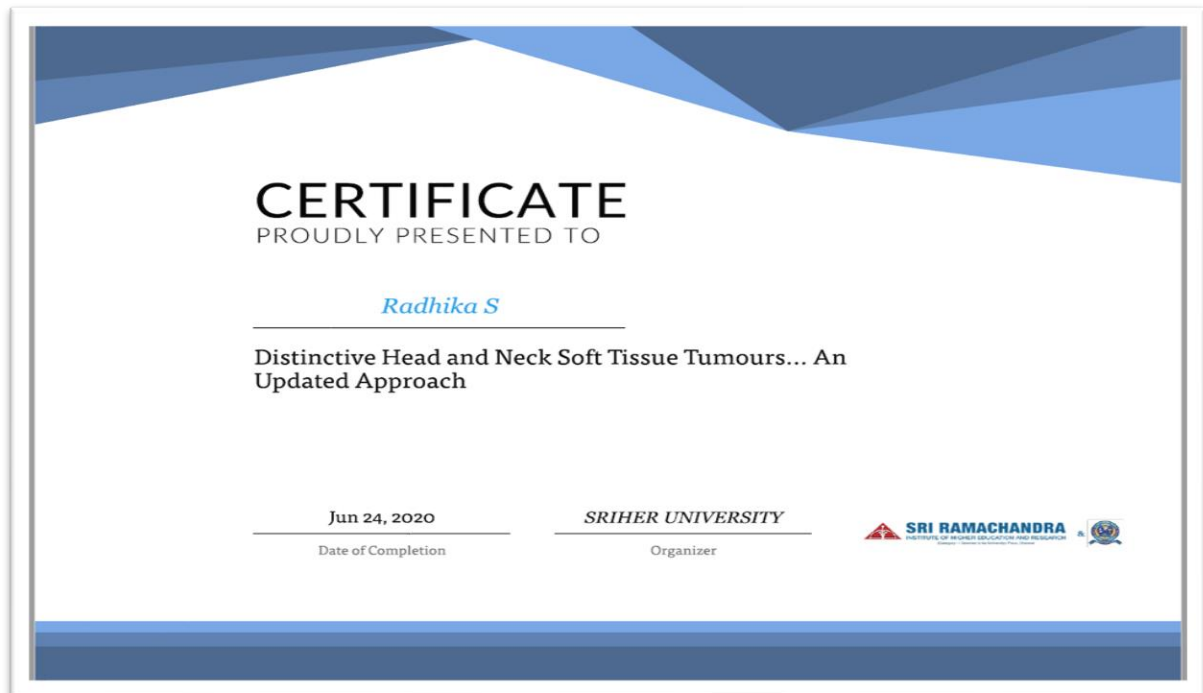 CERTIFICATE
PROUDLY PRESENTED TO
Radhika S
Distinctive Head and Neck Soft Tissue Tumours... An
Updated Approach
Jun 24, 2020
SRIHER UNIVERSITY
Date of Completion
Organizer
SRI RAMACHANDRA
INSTITUTE OF HIGHER EDUCATION AND RESEARCH
&